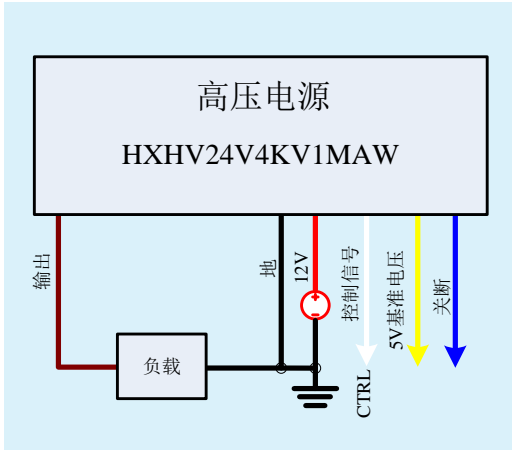 高压电源
HXHV24V4KV1MAW
输出
地
12V
控制信号
5V基准电压
关断
负载
CTRL